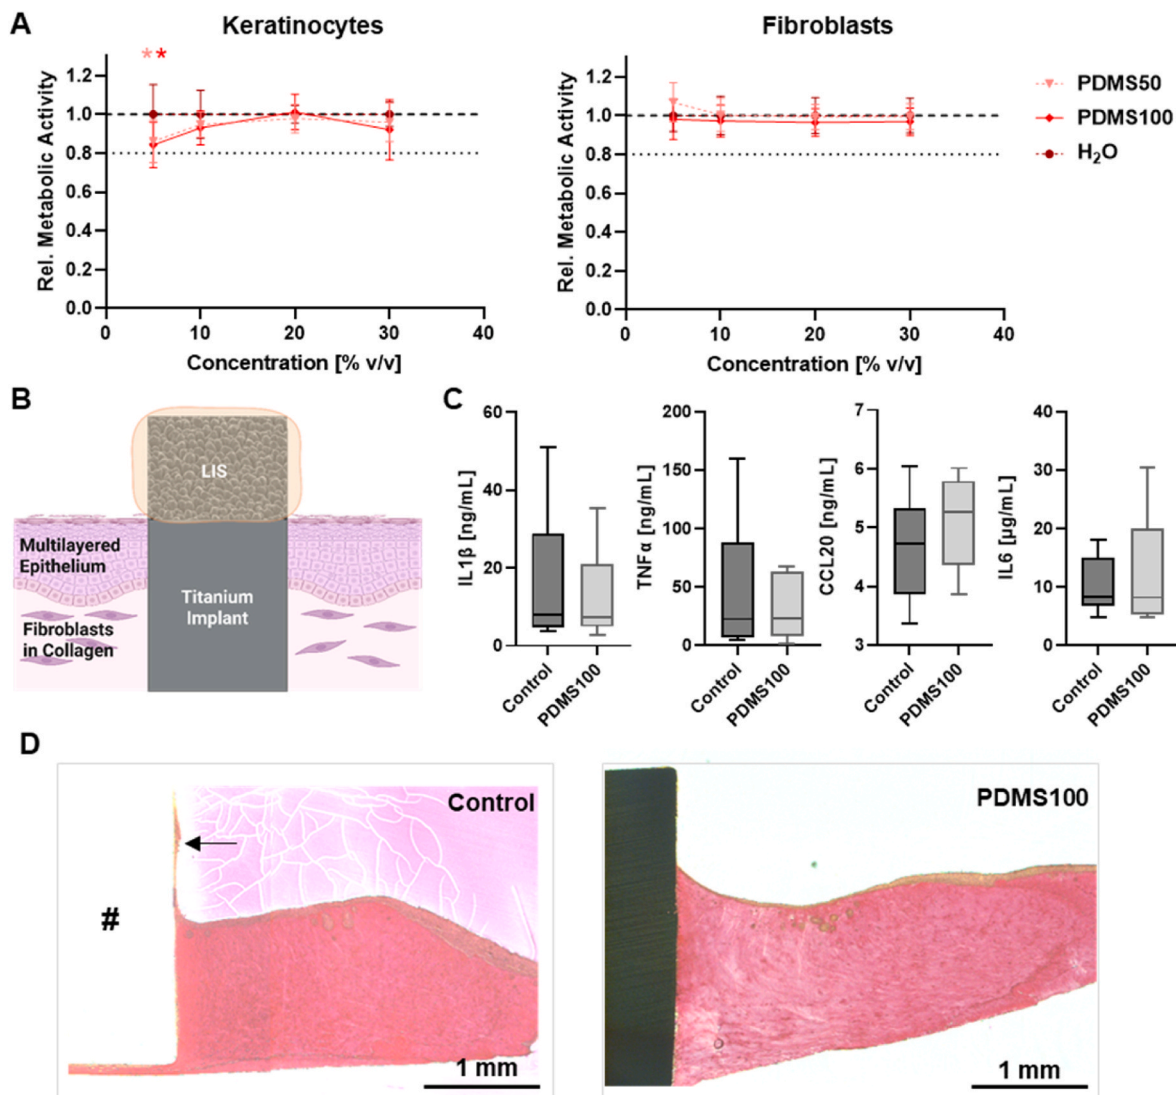 A
Keratinocytes
**
Rel. Metabolic Activity
1.2
1.0
0.8
0.6
0.4
0.2
0.0
0
10
20
30
40
Concentration [% v/v]
Fibroblasts
Rel. Metabolic Activity
1.2
1.0
0.8
0.6
0.4
0.2
0.0
0
10
20
30
40
Concentration [% v/v]
PDMS50
PDMS100
H₂O
B
LIS
Multilayered
Epithelium
Titanium
Implant
Fibroblasts
in Collagen
C
IL1β [ng/mL]
60
40
20
0
Control
PDMS100
TNFα [ng/mL]
200
150
100
50
0
Control
PDMS100
CCL20 [ng/mL]
7
6
5
4
3
Control
PDMS100
IL6 [µg/mL]
40
30
20
10
0
Control
PDMS100
D
Control
#
1 mm
PDMS100
1 mm